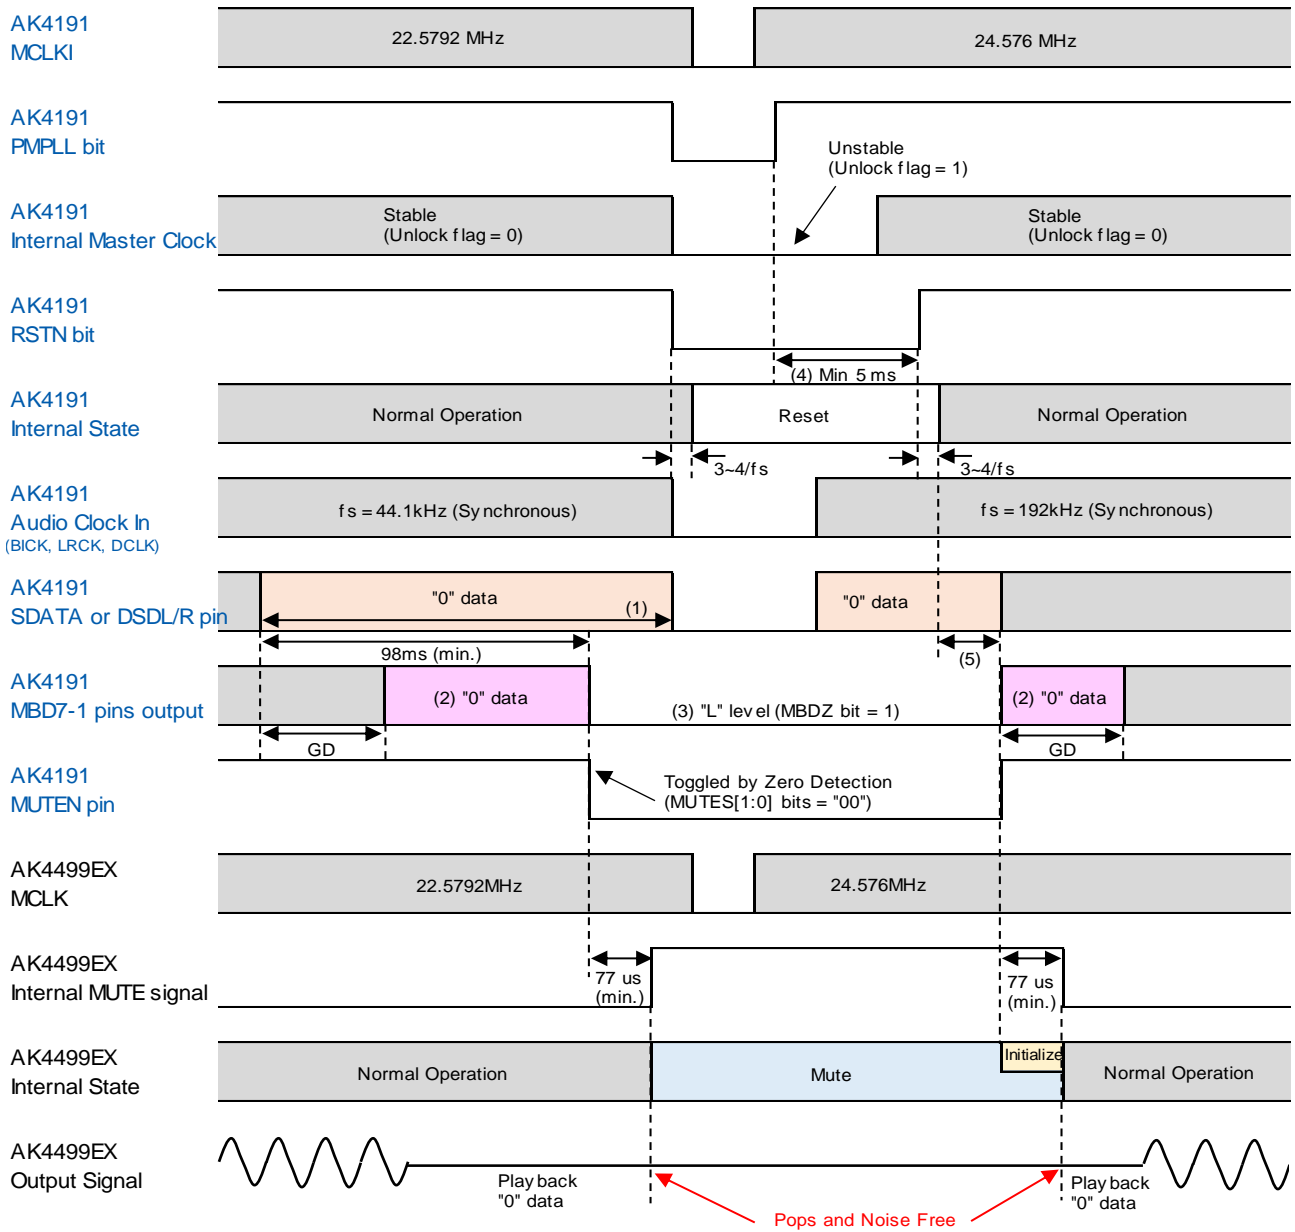 AK4191
MCLKI
22.5792 MHz
24.576 MHz
AK4191
PMPLL bit
Unstable
(Unlock flag = 1)
AK4191
Internal Master Clock
Stable
(Unlock flag = 0)
Stable
(Unlock flag = 0)
AK4191
RSTN bit
(4) Min 5 ms
AK4191
Internal State
Normal Operation
Reset
Normal Operation
3~4/fs
3~4/fs
AK4191
Audio Clock In
(BICK, LRCK, DCLK)
fs = 44.1kHz (Synchronous)
fs = 192kHz (Synchronous)
AK4191
SDATA or DSDL/R pin
"0" data
(1)
"0" data
98ms (min.)
(5)
AK4191
MBD7-1 pins output
(2) "0" data
(3) "L" level (MBDZ bit = 1)
(2) "0" data
GD
GD
AK4191
MUTEN pin
Toggled by Zero Detection
(MUTES[1:0] bits = "00")
AK4499EX
MCLK
22.5792MHz
24.576MHz
AK4499EX
Internal MUTE signal
77 us
(min.)
77 us
(min.)
AK4499EX
Internal State
Normal Operation
Mute
Initialize
Normal Operation
AK4499EX
Output Signal
Play back
"0" data
Play back
"0" data
Pops and Noise Free